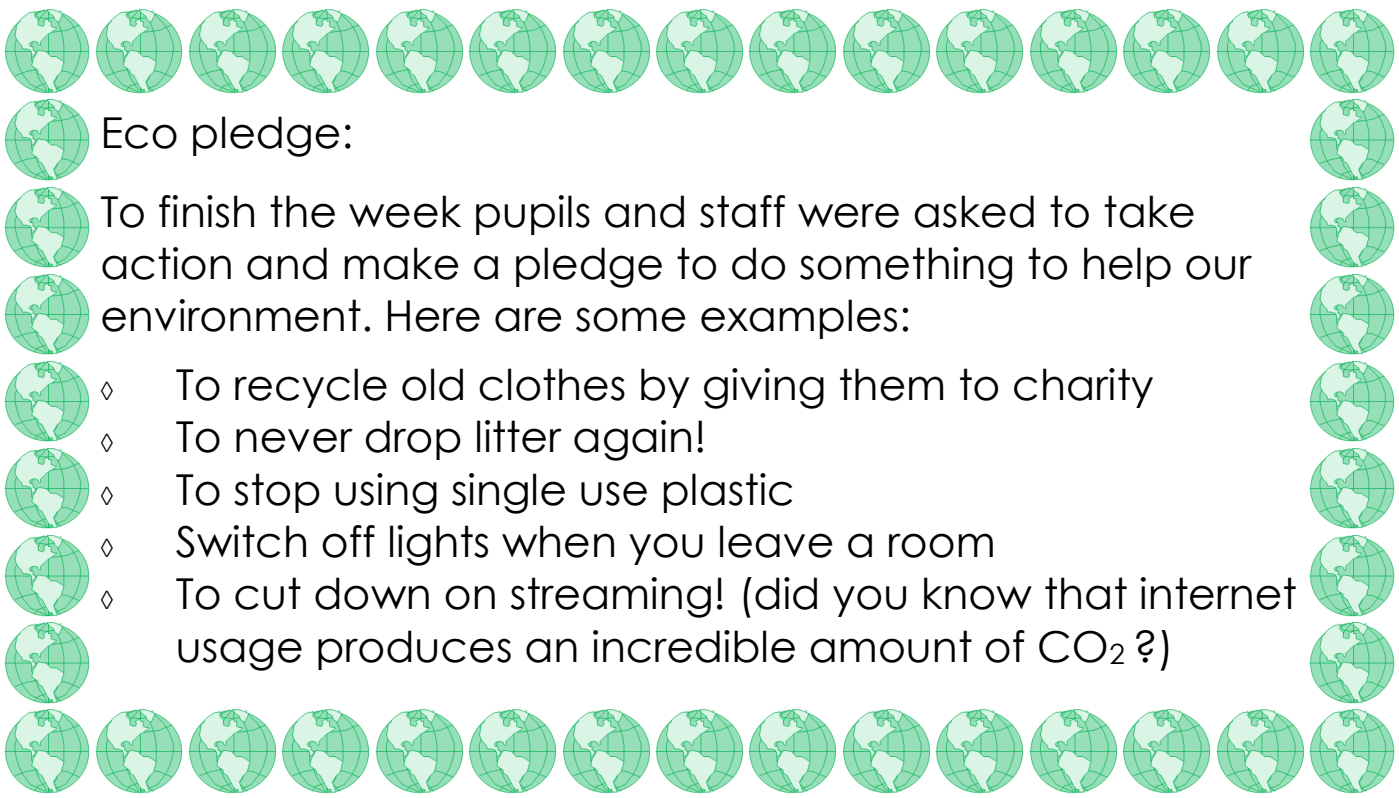 Eco pledge:
To finish the week pupils and staff were asked to take
action and make a pledge to do something to help our
environment. Here are some examples:
◊ To recycle old clothes by giving them to charity
◊ To never drop litter again!
◊ To stop using single use plastic
◊ Switch off lights when you leave a room
◊ To cut down on streaming! (did you know that internet
usage produces an incredible amount of CO₂ ?)